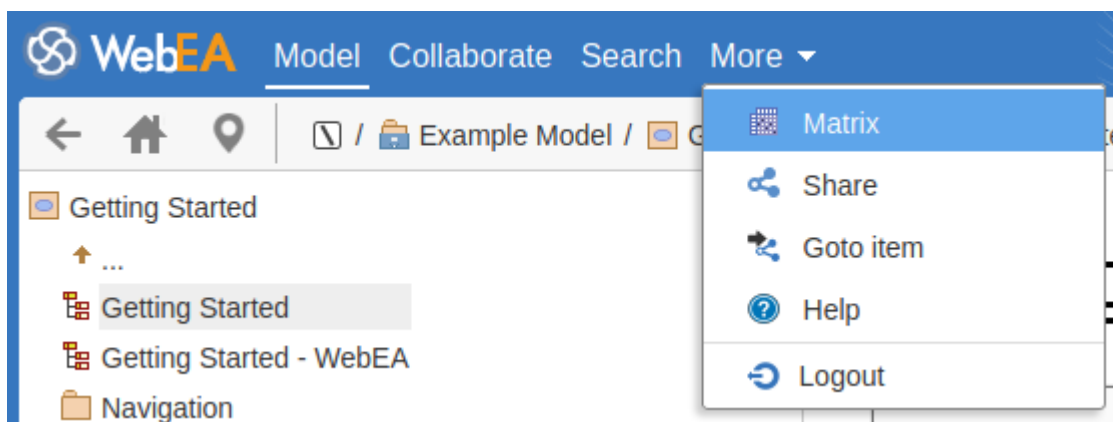 WebEA Model Collaborate Search More
/ Example Model / G
Matrix
Share
Getting Started
...
Goto item
Getting Started
Help
Getting Started - WebEA
Logout
Navigation